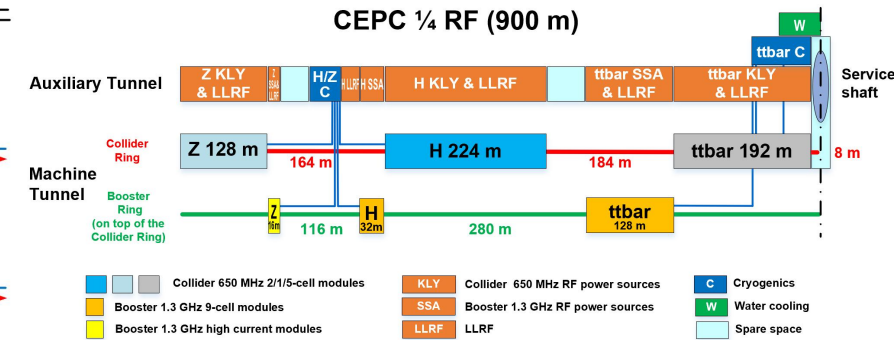 CEPC ¼ RF (900 m)
W
ttbar C
Auxiliary Tunnel
Z KLY
& LLRF
Z
SSA&
LLRF
H/Z
C
H LLRF
H SSA
H KLY & LLRF
ttbar SSA
& LLRF
ttbar KLY
& LLRF
Service
shaft
Collider
Ring
Z 128 m
164 m
H 224 m
184 m
ttbar 192 m
8 m
Machine
Tunnel
Booster
Ring
(on top of the
Collider Ring)
Z
16m
116 m
H
32m
280 m
ttbar
128 m
Collider 650 MHz 2/1/5-cell modules
KLY
Collider 650 MHz RF power sources
C
Cryogenics
Booster 1.3 GHz 9-cell modules
SSA
Booster 1.3 GHz RF power sources
W
Water cooling
Booster 1.3 GHz high current modules
LLRF
LLRF
Spare space